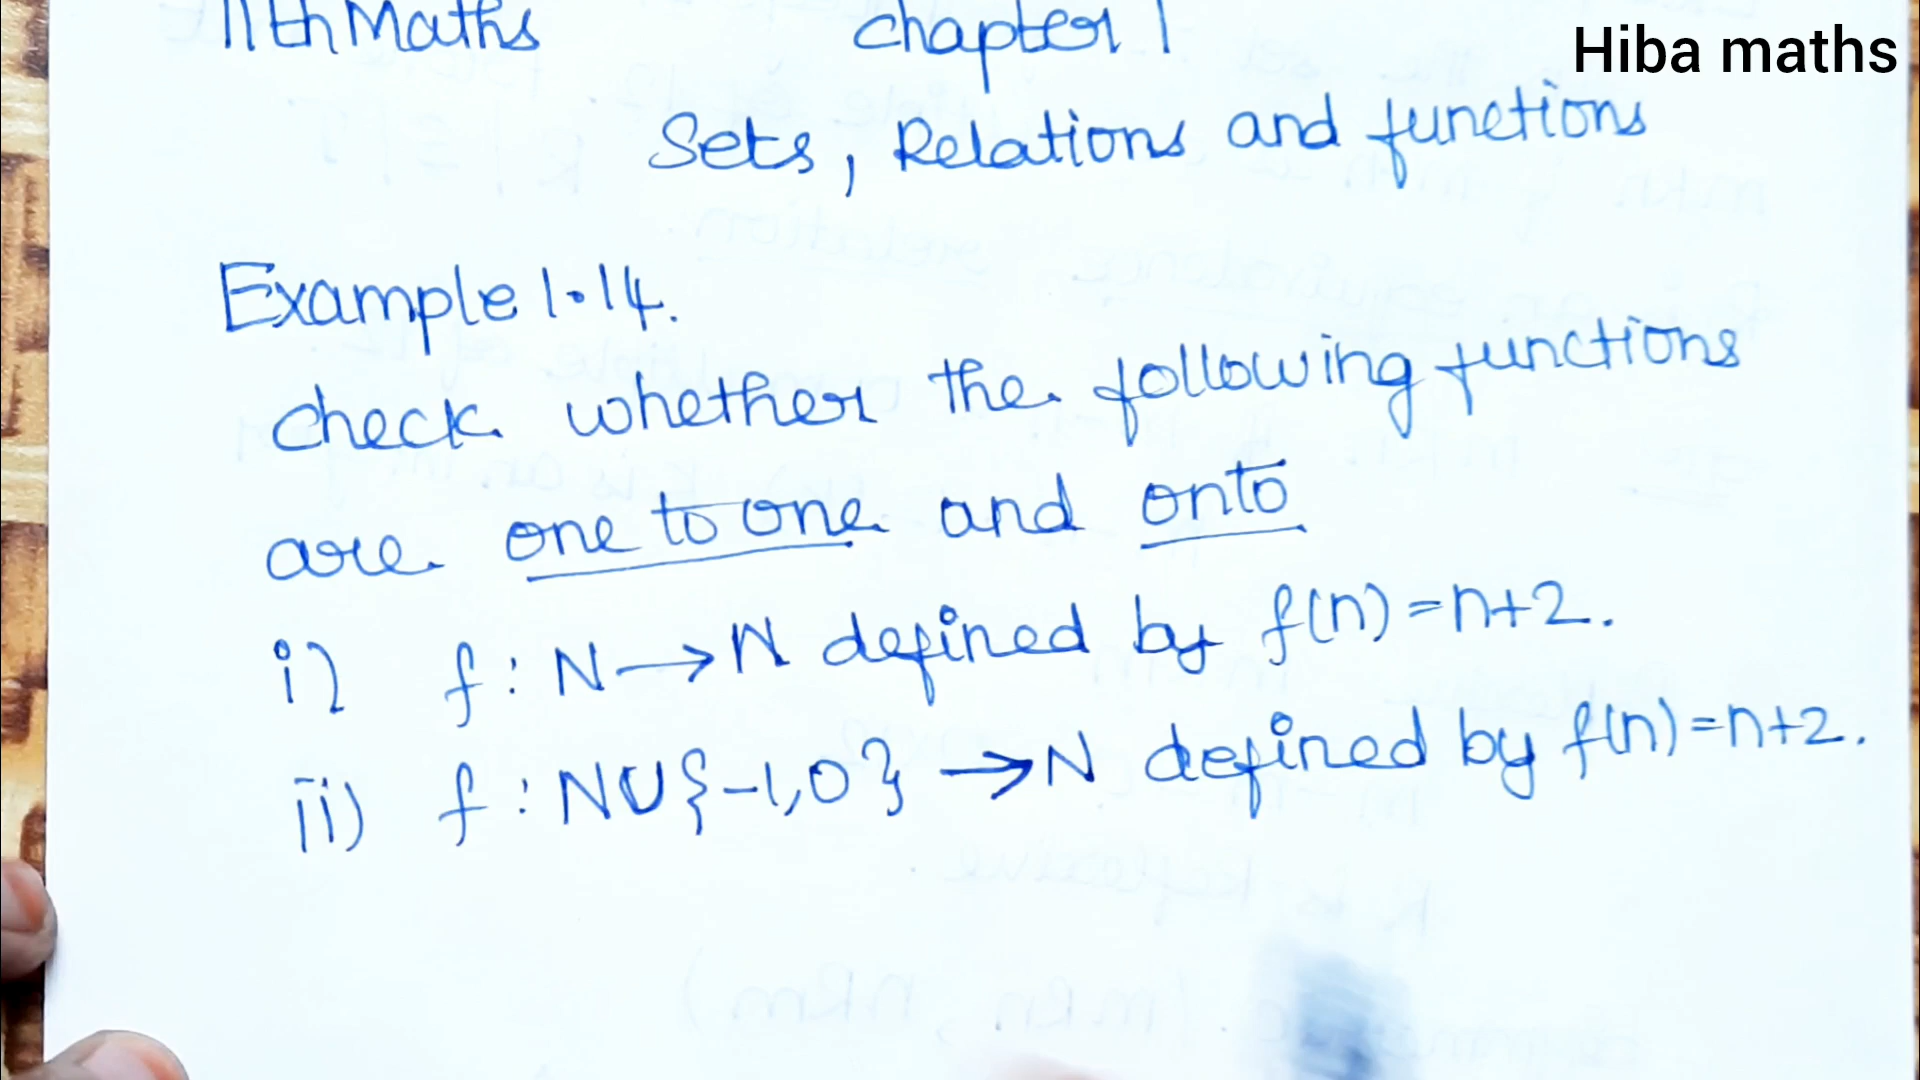 11th Maths chapter 1
Hiba maths
Sets, Relations and functions
Example 1.14.
check whether the following functions
are one to one and onto
i) f : N → N defined by f(n) = n+2.
ii) f : N∪{-1,0} → N defined by f(n) = n+2.